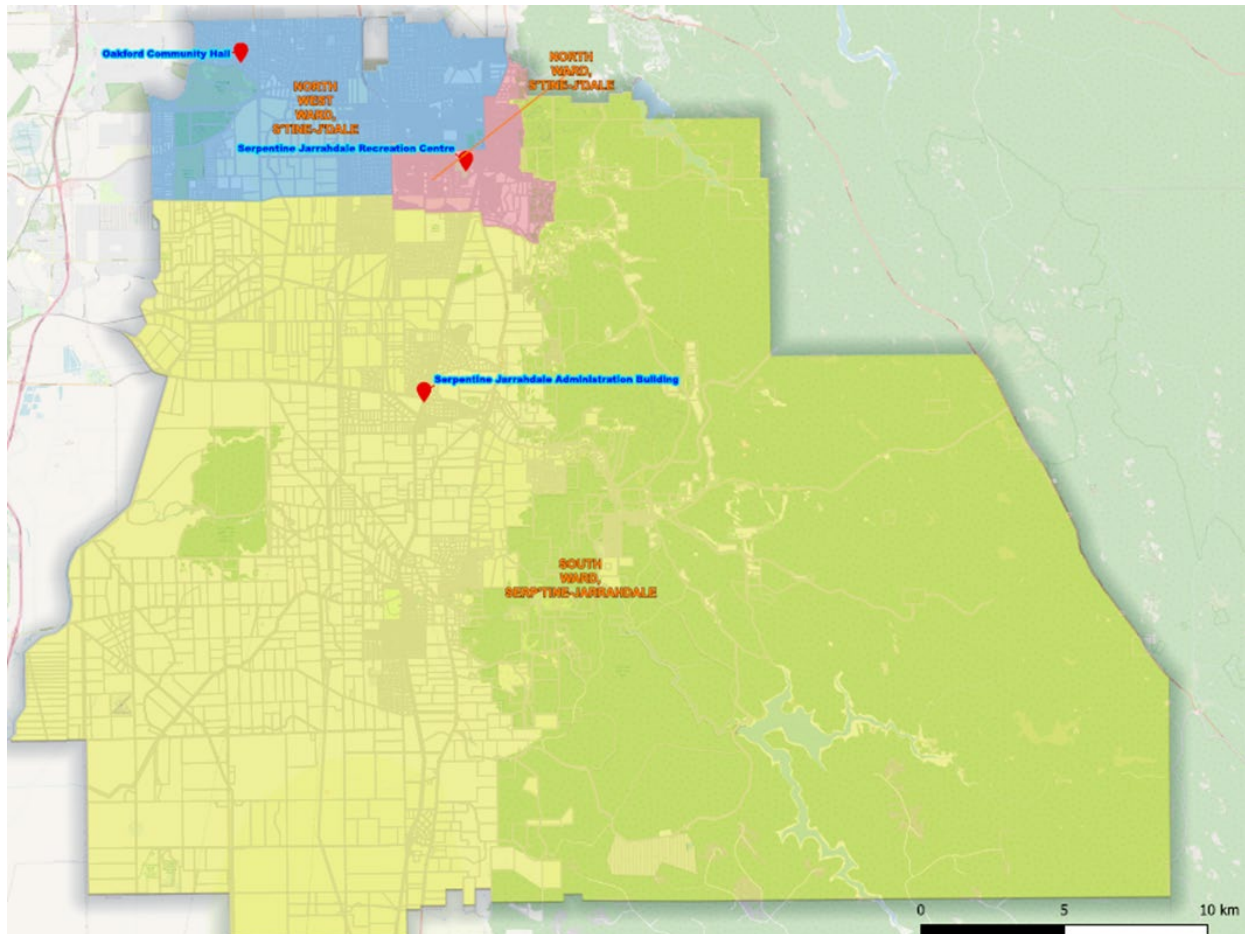 Oakford Community Hall
NORTH
WARD,
S'TINE-J'DALE
NORTH
WEST
WARD,
S'TINE-J'DALE
Serpentine Jarrahdale Recreation Centre
Serpentine Jarrahdale Administration Building
SOUTH
WARD,
SERP'TINE-JARRAHDALE
0 5 10 km